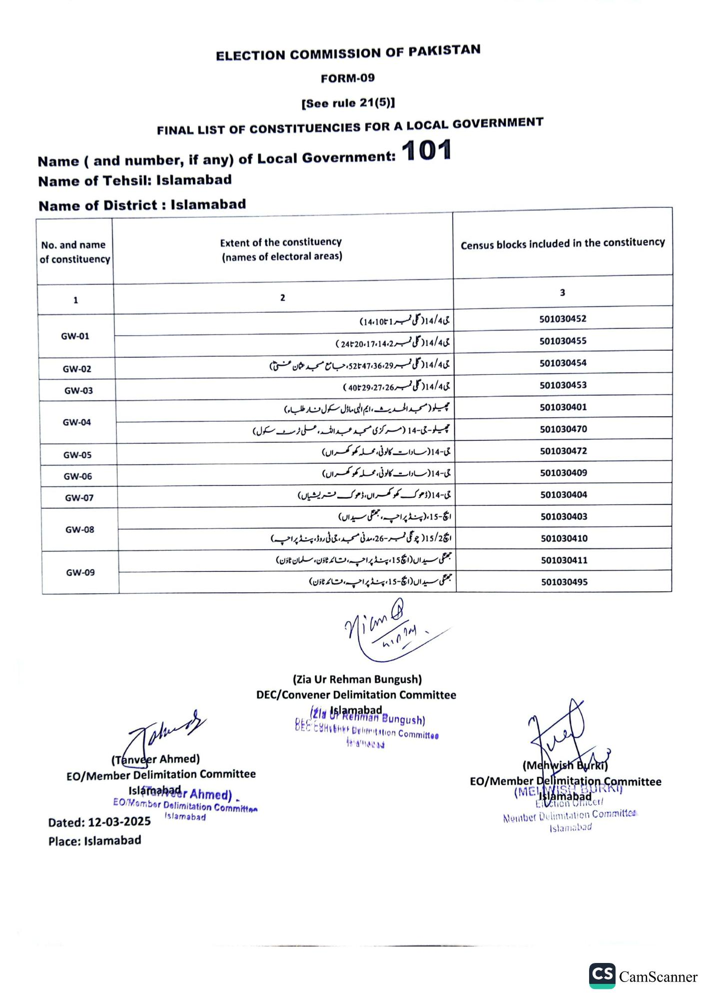 ELECTION COMMISSION OF PAKISTAN
FORM-09
[See rule 21(5)]
FINAL LIST OF CONSTITUENCIES FOR A LOCAL GOVERNMENT
Name ( and number, if any) of Local Government: 101
Name of Tehsil: Islamabad
Name of District : Islamabad
No. and name of constituency | Extent of the constituency (names of electoral areas) | Census blocks included in the constituency
1 | 2 | 3
GW-01 | جی14/4(گلی نمبر1تا10،14) | 501030452
جی14/4(گلی نمبر2،14،17،20تا24) | 501030455
GW-02 | جی14/4(گلی نمبر29،36،47تا52،جامع مسجد عثمان غنیؓ) | 501030454
GW-03 | جی14/4(گلی نمبر26،27،29تا40) | 501030453
GW-04 | جھیلو(مسجد الحدیث،ایم الہی ماڈل سکول فار طلباء) | 501030401
جھیلو-جی-14 (مرکزی مسجد عبداللہ،علی ٹرسٹ سکول) | 501030470
GW-05 | جی-14(سادات کالونی،محلہ کھوکھراں) | 501030472
GW-06 | جی-14(سادات کالونی،محلہ کھوکھراں) | 501030409
GW-07 | جی-14(ڈھوک کھوکھراں،ڈھوک قریشیاں) | 501030404
GW-08 | ایچ-15،(پنڈ پراچہ،جھنگی سیداں) | 501030403
ایچ15/2( چونگی نمبر-26،مدنی مسجد،جی ٹی روڈ،پنڈ پراچہ) | 501030410
GW-09 | جھنگی سیداں(ایچ15،پنڈ پراچہ،قائد ٹاؤن،سلمان ٹاؤن) | 501030411
جھنگی سیداں(ایچ-15،پنڈ پراچہ،قائد ٹاؤن) | 501030495
(Zia Ur Rehman Bungush)
DEC/Convener Delimitation Committee
Islamabad
(Zia Ur Rehman Bungush)
DEC Convener Delimitation Committee
Islamabad
(Tanveer Ahmed)
EO/Member Delimitation Committee
Islamabad
(Tanveer Ahmed)
EO/Member Delimitation Committee
Islamabad
(Mehwish Burki)
EO/Member Delimitation Committee
Islamabad
(MEHWISH BURKI)
Election Officer/
Member Delimitation Committee
Islamabad
Dated: 12-03-2025
Place: Islamabad
CS CamScanner